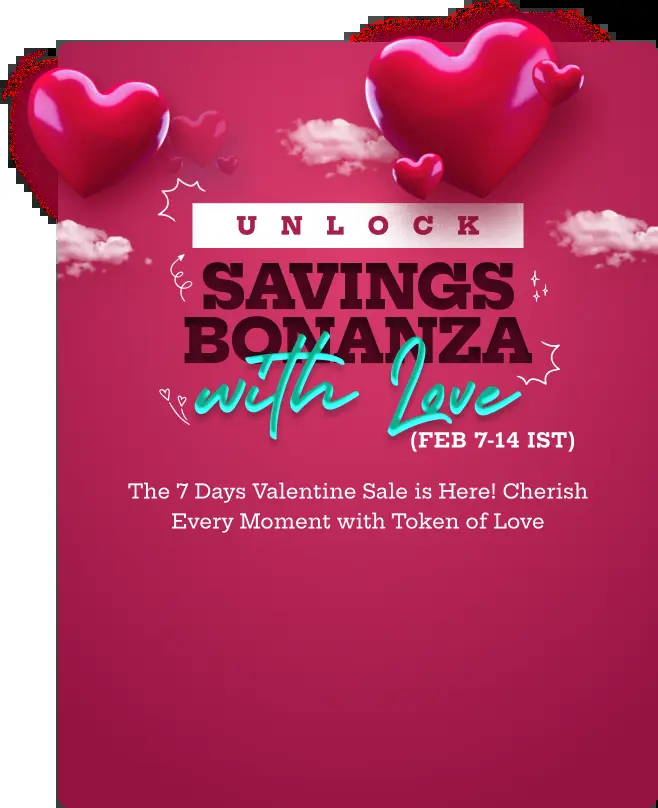 UNLOCK
SAVINGS
BONANZA
with Love
(FEB 7-14 IST)
The 7 Days Valentine Sale is Here! Cherish
Every Moment with Token of Love